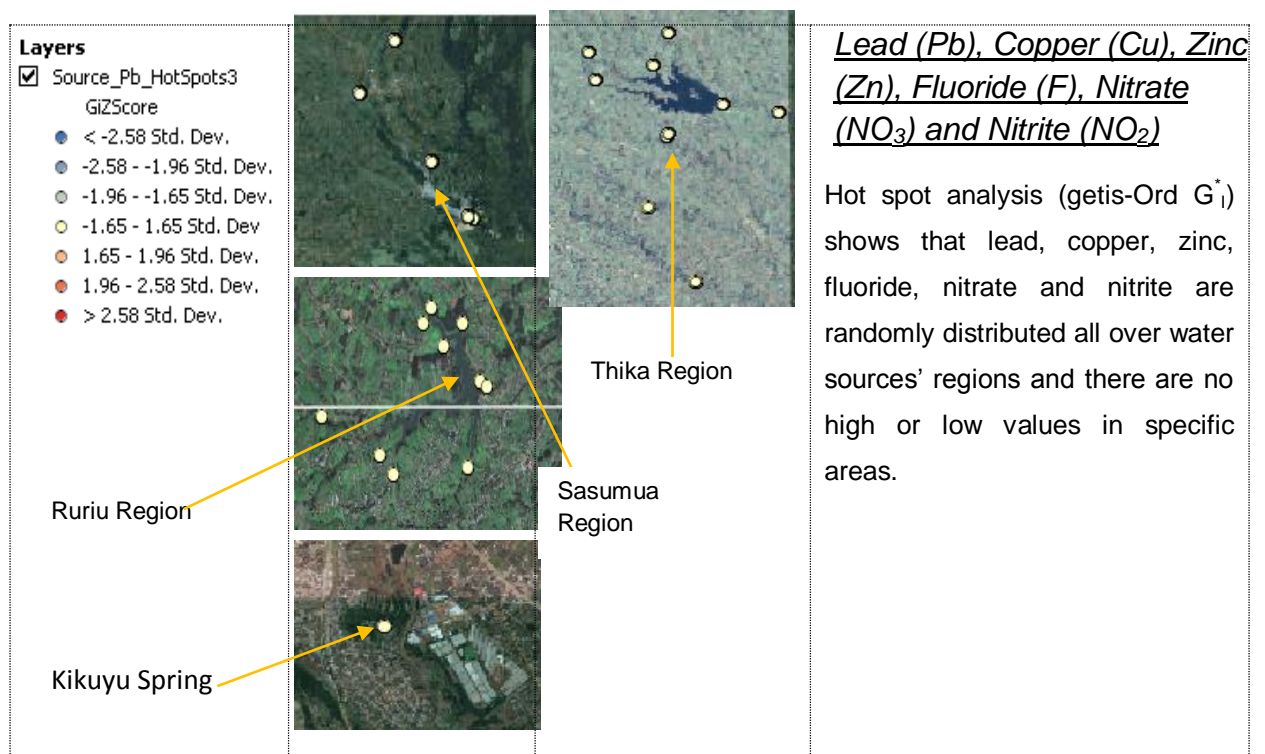 Layers
Source_Pb_HotSpots3
GiZScore
< -2.58 Std. Dev.
-2.58 - -1.96 Std. Dev.
-1.96 - -1.65 Std. Dev.
-1.65 - 1.65 Std. Dev
1.65 - 1.96 Std. Dev.
1.96 - 2.58 Std. Dev.
> 2.58 Std. Dev.
Thika Region
Ruriu Region
Sasumua
Region
Kikuyu Spring
Lead (Pb), Copper (Cu), Zinc
(Zn), Fluoride (F), Nitrate
(NO3) and Nitrite (NO2)
Hot spot analysis (getis-Ord G*I)
shows that lead, copper, zinc,
fluoride, nitrate and nitrite are
randomly distributed all over water
sources’ regions and there are no
high or low values in specific
areas.